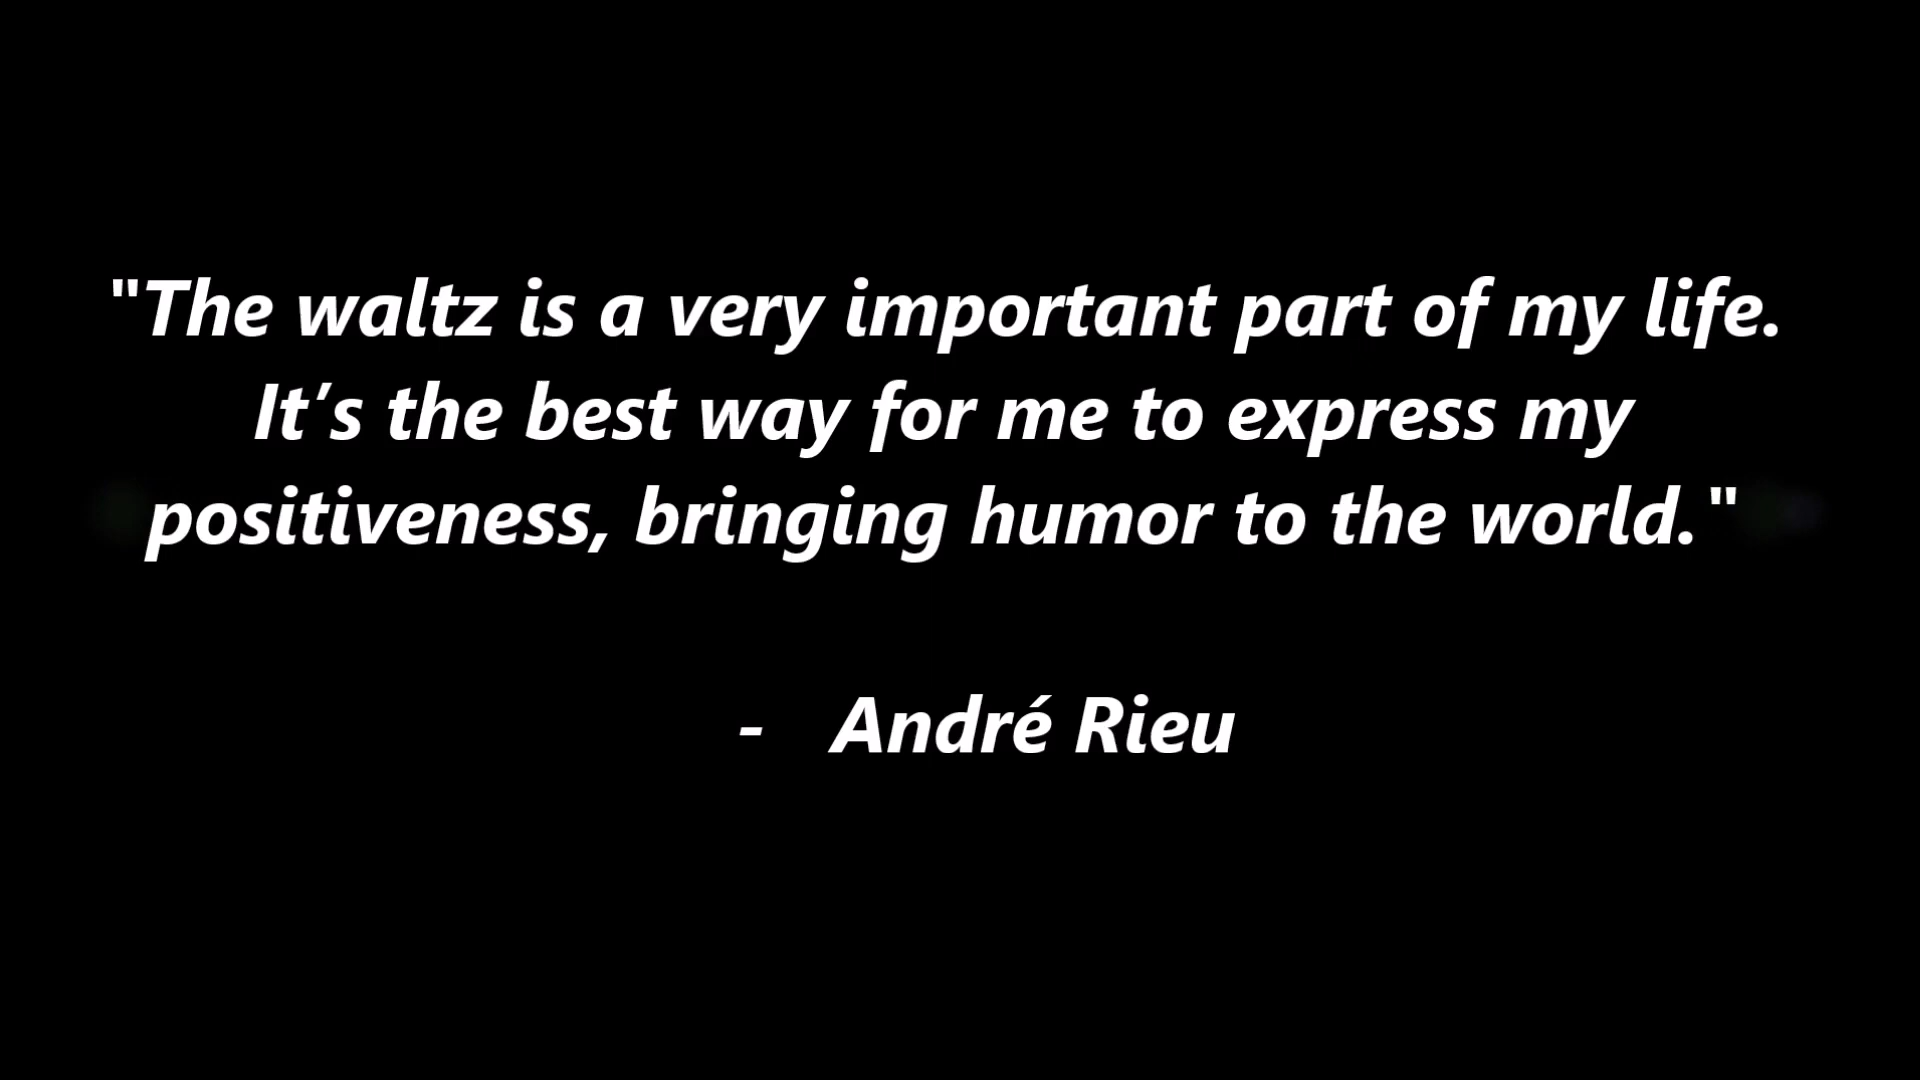 "The waltz is a very important part of my life.
It’s the best way for me to express my
positiveness, bringing humor to the world."
- André Rieu